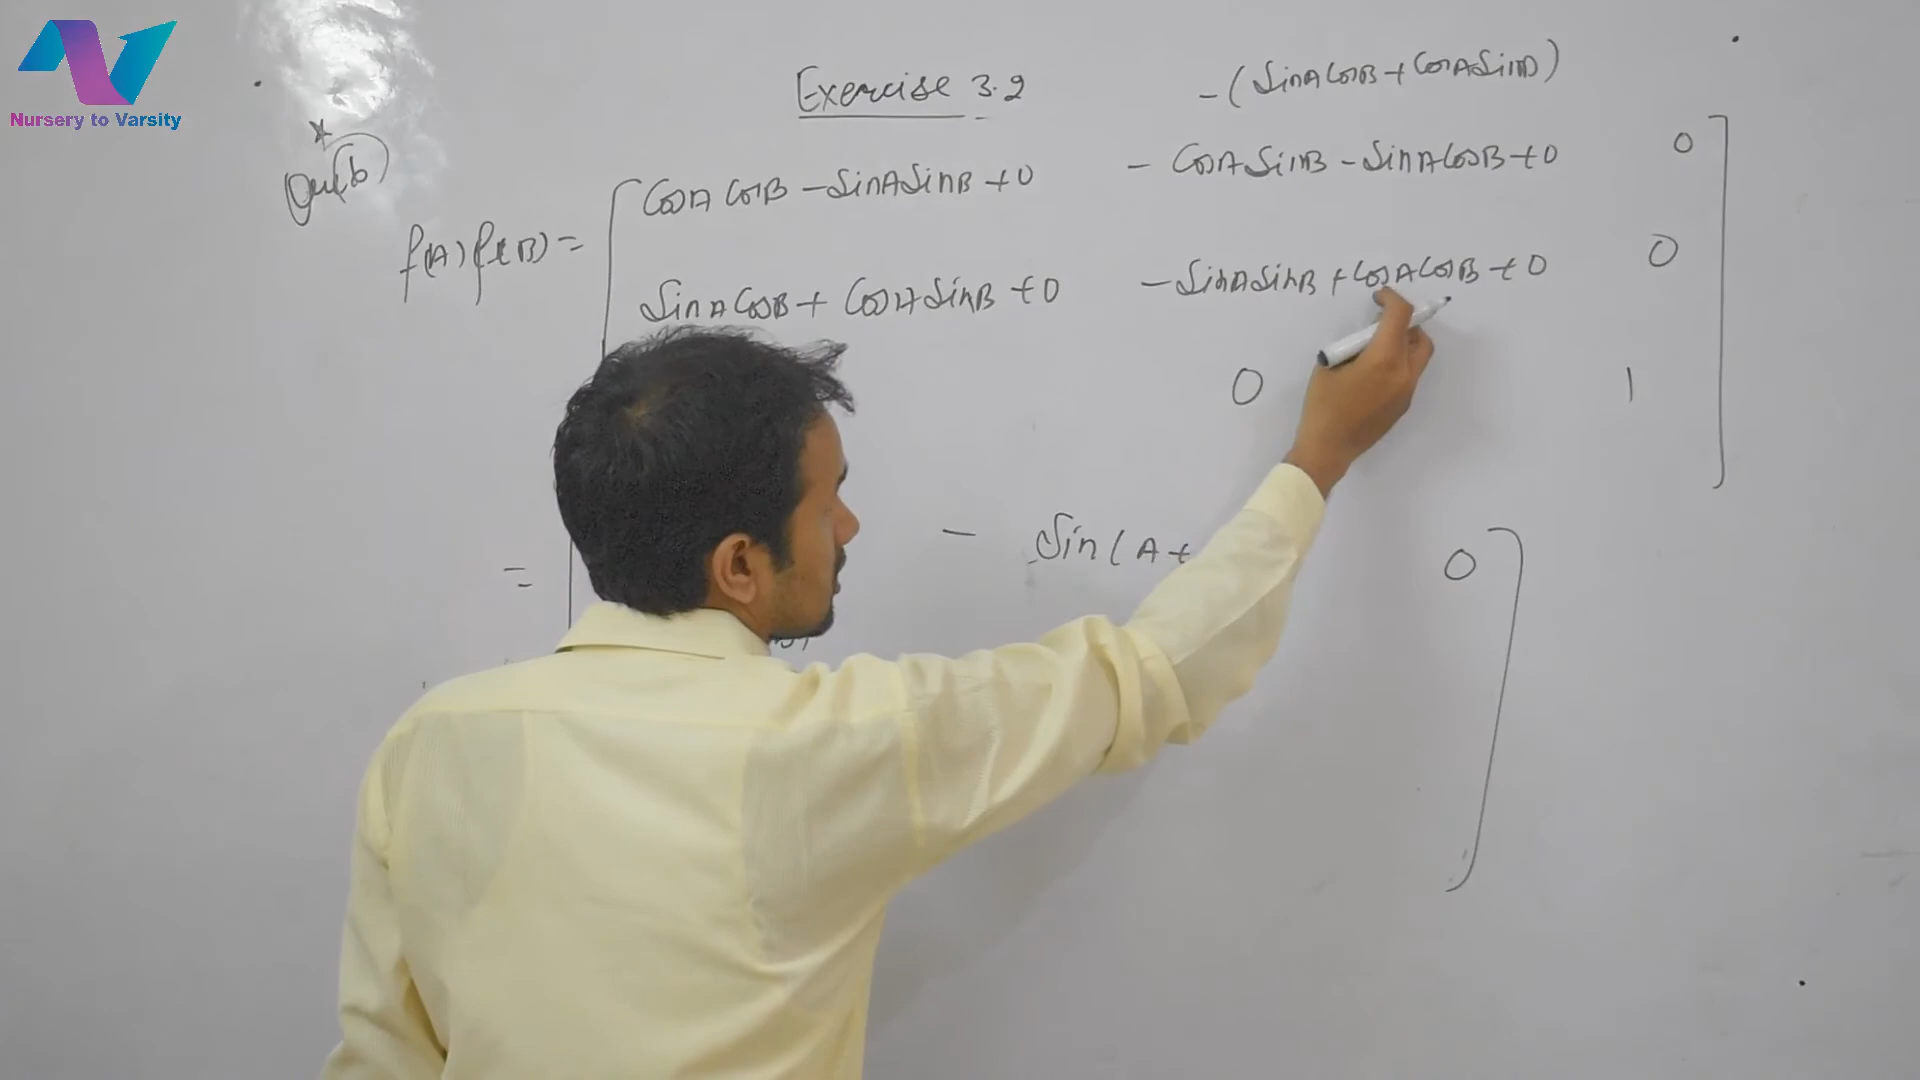 Nursery to Varsity
Exercise 3.2
-(SinA CosB + CosA SinB)
f(A) f(B) = CosA CosB - SinA SinB + 0 - CosA SinB - SinA CosB + 0 0
SinA CosB + CosA SinB + 0 - SinA SinB + CosA CosB + 0 0
0 1
= - Sin(A+ 0